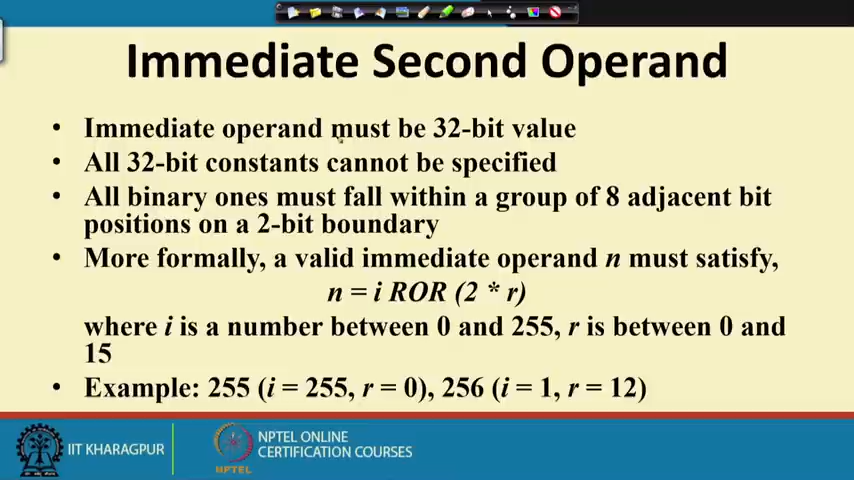 Immediate Second Operand
• Immediate operand must be 32-bit value
• All 32-bit constants cannot be specified
• All binary ones must fall within a group of 8 adjacent bit
positions on a 2-bit boundary
• More formally, a valid immediate operand n must satisfy,
n = i ROR (2 * r)
where i is a number between 0 and 255, r is between 0 and
15
• Example: 255 (i = 255, r = 0), 256 (i = 1, r = 12)
IIT KHARAGPUR
NPTEL
NPTEL ONLINE
CERTIFICATION COURSES